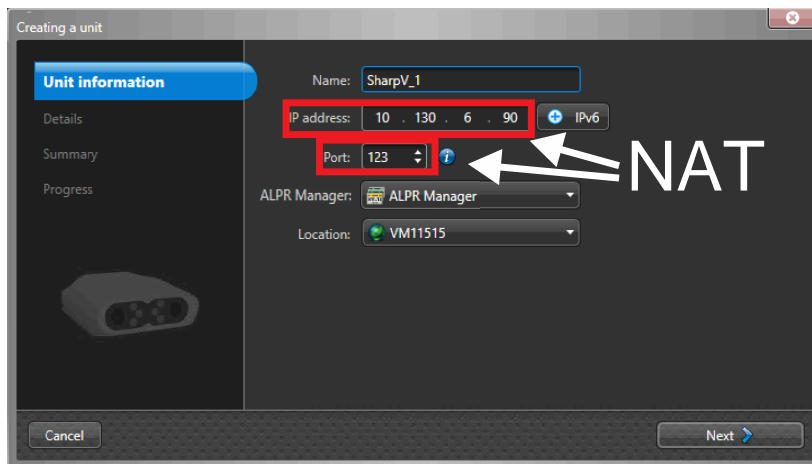 Creating a unit
Unit information
Details
Summary
Progress
Name: SharpV_1
IP address: 10 . 130 . 6 . 90 IPv6
Port: 123
NAT
ALPR Manager: ALPR Manager
Location: VM11515
Cancel
Next